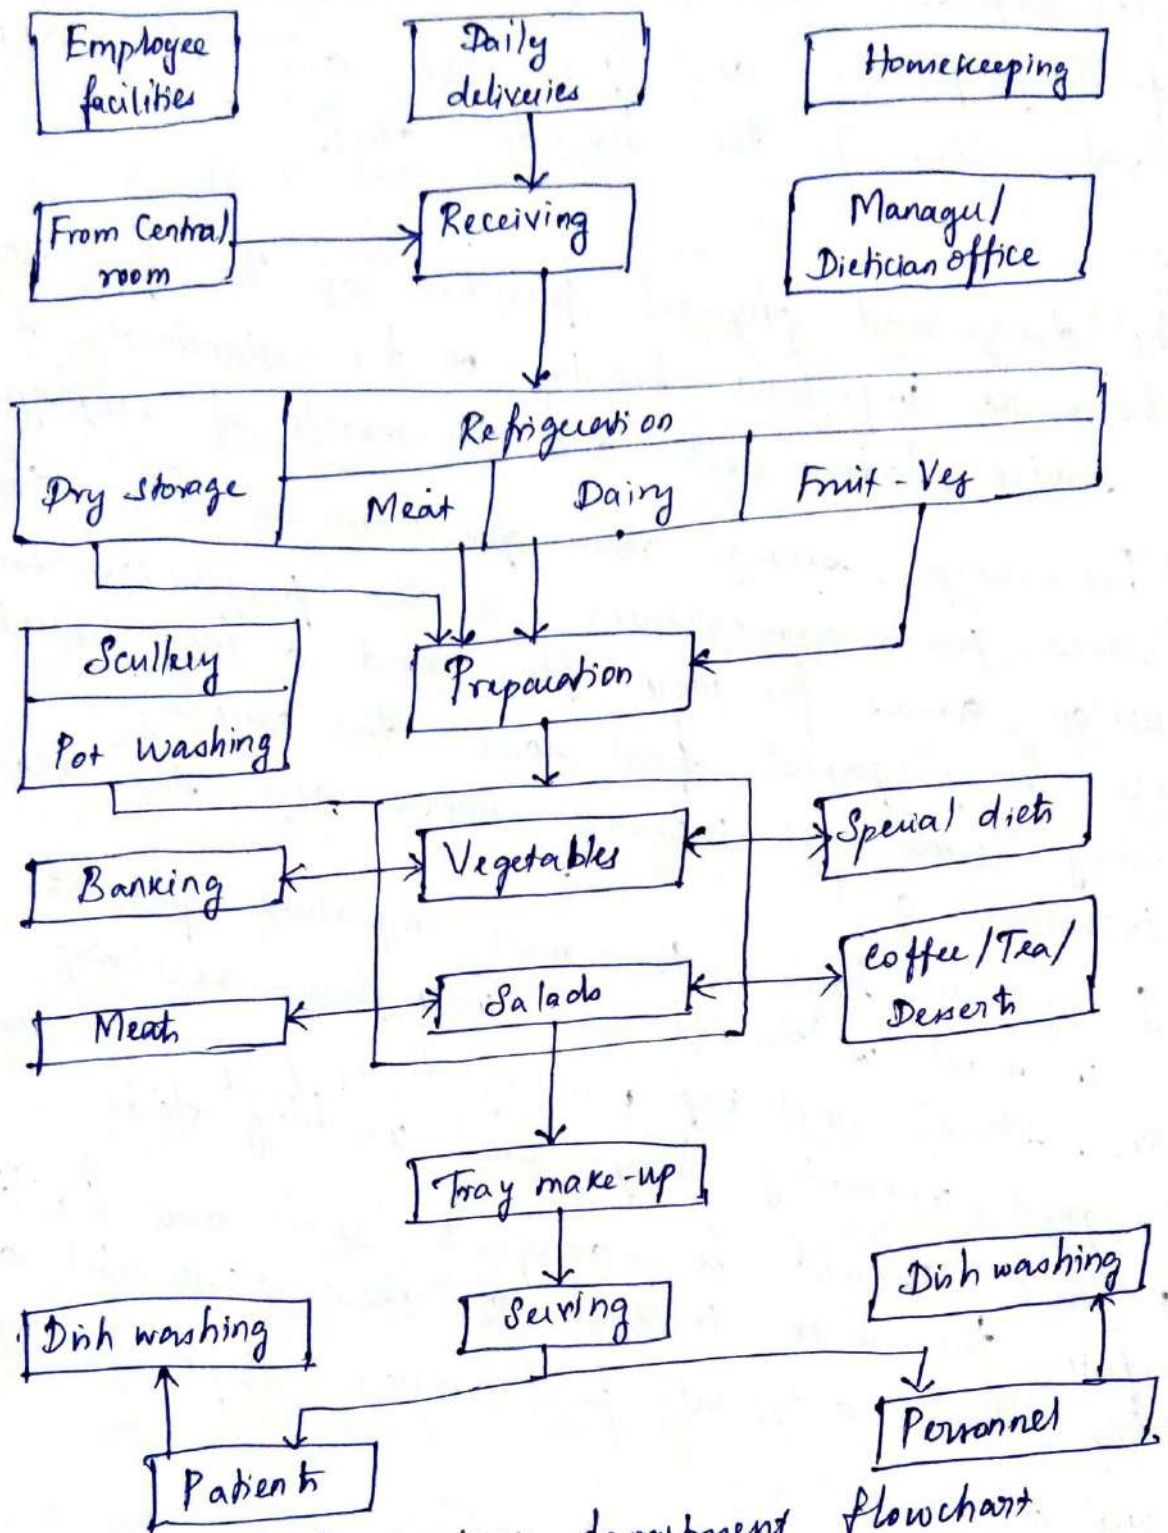 Employee
facilities
Daily
deliveries
Homekeeping
From Central
room
Receiving
Manager/
Dietician office
Refrigeration
Dry storage
Meat
Dairy
Fruit - Veg
Scullery
Pot Washing
Preparation
Vegetables
Special diets
Banking
Salads
Coffee/Tea/
Desserts
Meats
Tray make-up
Serving
Dish washing
Dish washing
Personnel
Patients
department flowchart